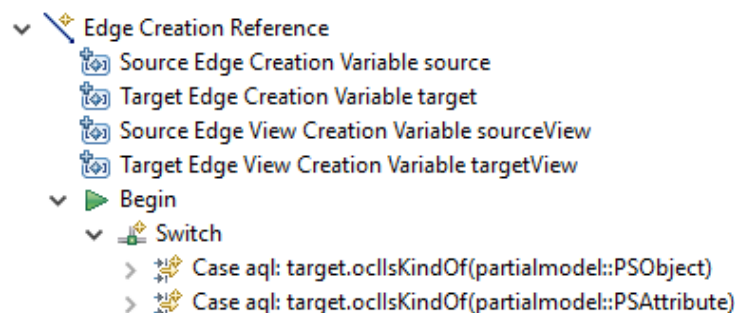 Edge Creation Reference
Source Edge Creation Variable source
Target Edge Creation Variable target
Source Edge View Creation Variable sourceView
Target Edge View Creation Variable targetView
Begin
Switch
Case aql: target.oclIsKindOf(partialmodel::PSObject)
Case aql: target.oclIsKindOf(partialmodel::PSAttribute)